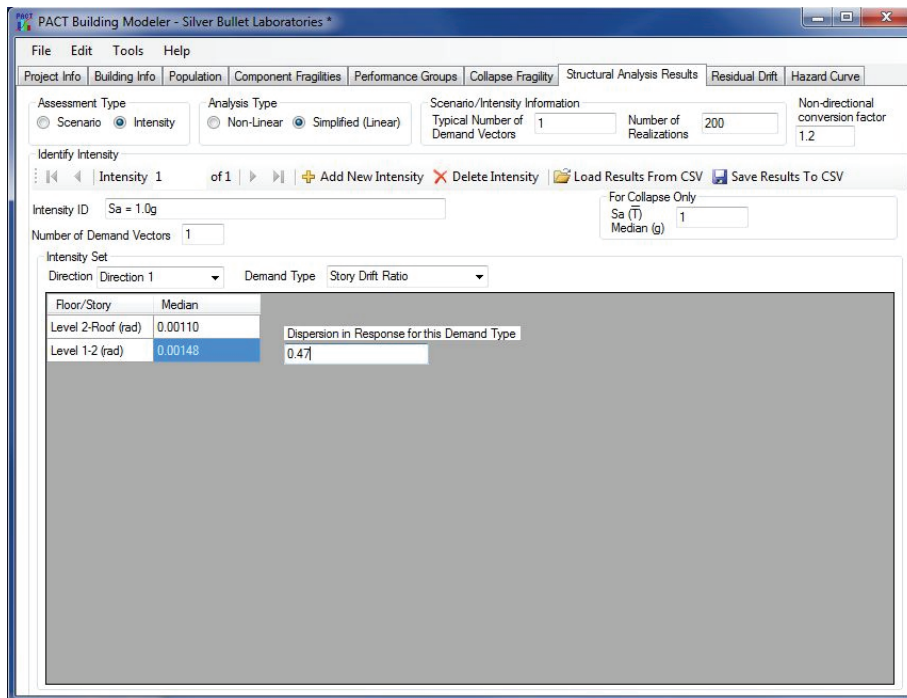 PACT Building Modeler - Silver Bullet Laboratories *
File Edit Tools Help
Project Info Building Info Population Component Fragilities Performance Groups Collapse Fragility Structural Analysis Results Residual Drift Hazard Curve
Assessment Type
Scenario Intensity
Analysis Type
Non-Linear Simplified (Linear)
Scenario/Intensity Information
Typical Number of
Demand Vectors
1
Number of
Realizations
200
Non-directional
conversion factor
1.2
Identify Intensity
Intensity 1 of 1 Add New Intensity Delete Intensity Load Results From CSV Save Results To CSV
Intensity ID Sa = 1.0g
Number of Demand Vectors 1
For Collapse Only
Sa (T̅)
Median (g)
1
Intensity Set
Direction Direction 1 Demand Type Story Drift Ratio
Floor/Story Median
Level 2-Roof (rad) 0.00110
Level 1-2 (rad) 0.00148
Dispersion in Response for this Demand Type
0.47